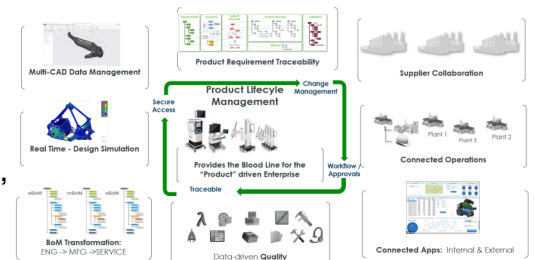 Product Requirement Traceability
Multi-CAD Data Management
Supplier Collaboration
Product Lifecyle
Management
Change
Management
Secure
Access
Real Time - Design Simulation
Plant 1
Plant 3
Plant 2
Connected Operations
Provides the Blood Line for the
"Product" driven Enterprise
Workflow /
Approvals
Traceable
,
eBoM mBoM sBoM
BoM Transformation:
ENG -> MFG ->SERVICE
Data-driven Quality
Connected Apps: Internal & External